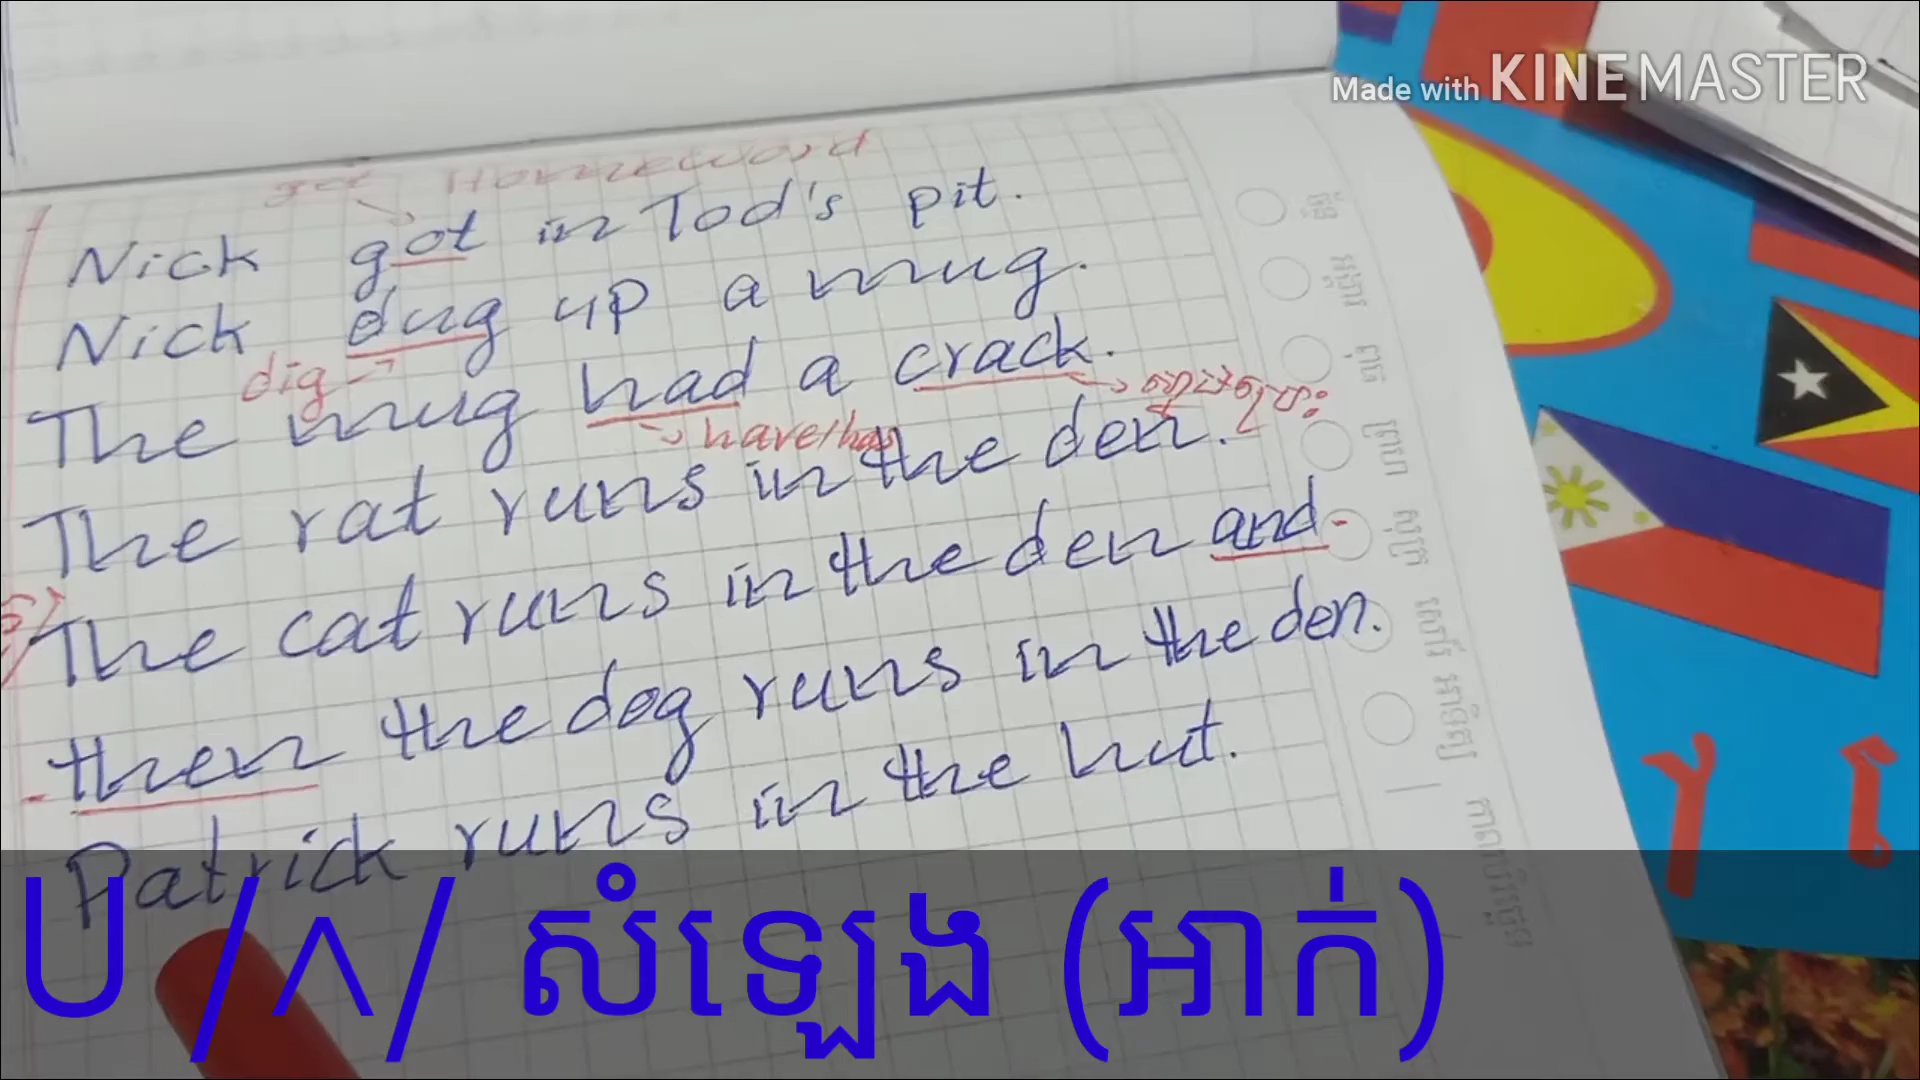 Made with KINEMASTER
Homeword
Nick got in Tod's pit.
Nick dug up a mug.
dig
The mug had a crack.
have/has
The rat runs in the den.
The cat runs in the den and
then the dog runs in the den.
Patrick runs in the hut.
U /ʌ/ សំឡេង (អាក់)